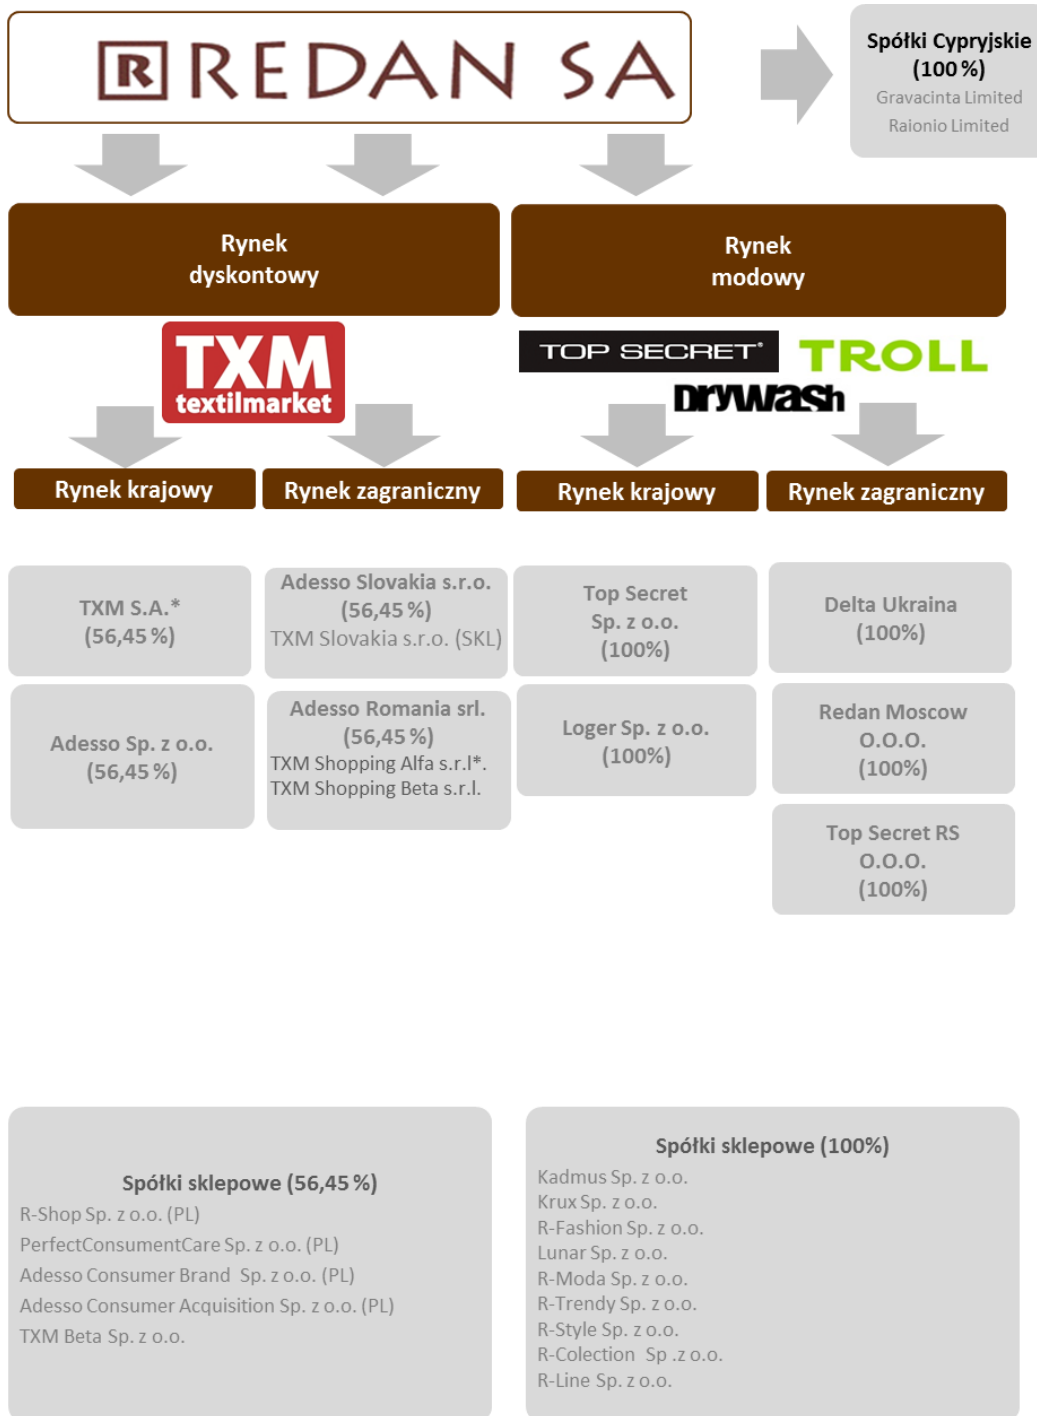 R REDAN SA
Spółki Cypryjskie
(100 %)
Gravacinta Limited
Raionio Limited
Rynek
dyskontowy
Rynek
modowy
TXM
textilmarket
TOP SECRET®
TROLL
Drywash
Rynek krajowy
Rynek zagraniczny
Rynek krajowy
Rynek zagraniczny
TXM S.A.*
(56,45 %)
Adesso Slovakia s.r.o.
(56,45 %)
TXM Slovakia s.r.o. (SKL)
Top Secret
Sp. z o.o.
(100%)
Delta Ukraina
(100%)
Adesso Sp. z o.o.
(56,45 %)
Adesso Romania srl.
(56,45 %)
TXM Shopping Alfa s.r.l*.
TXM Shopping Beta s.r.l.
Loger Sp. z o.o.
(100%)
Redan Moscow
O.O.O.
(100%)
Top Secret RS
O.O.O.
(100%)
Spółki sklepowe (56,45 %)
R-Shop Sp. z o.o. (PL)
PerfectConsumentCare Sp. z o.o. (PL)
Adesso Consumer Brand  Sp. z o.o. (PL)
Adesso Consumer Acquisition Sp. z o.o. (PL)
TXM Beta Sp. z o.o.
Spółki sklepowe (100%)
Kadmus Sp. z o.o.
Krux Sp. z o.o.
R-Fashion Sp. z o.o.
Lunar Sp. z o.o.
R-Moda Sp. z o.o.
R-Trendy Sp. z o.o.
R-Style Sp. z o.o.
R-Colection  Sp .z o.o.
R-Line Sp. z o.o.